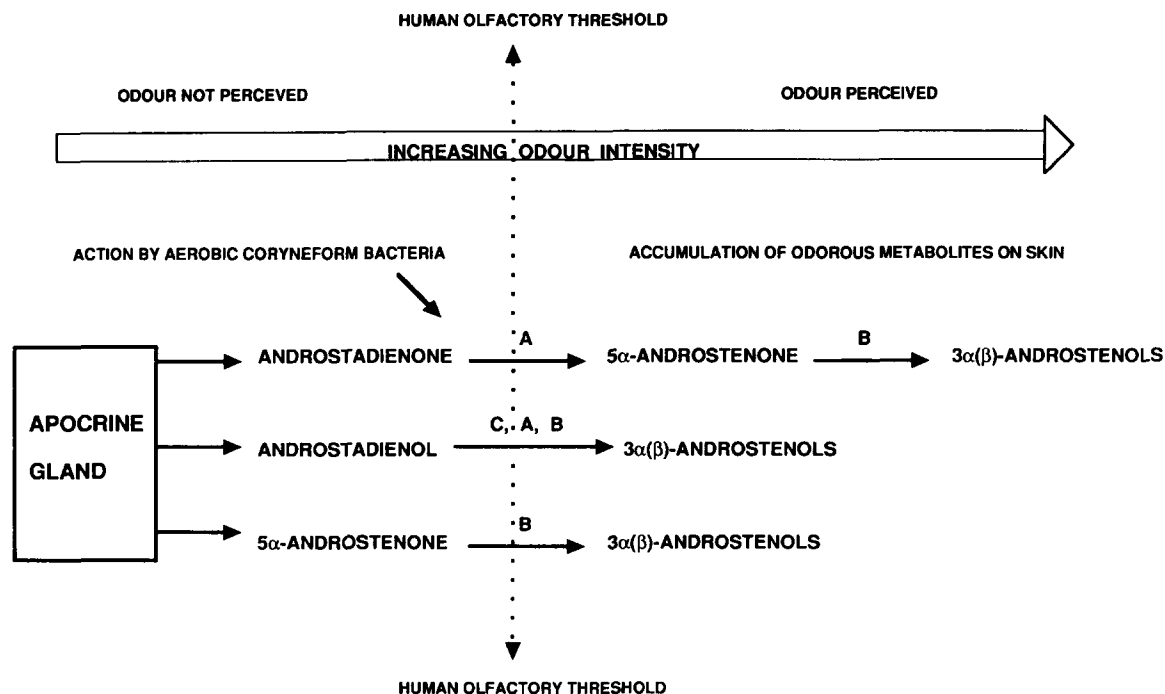 HUMAN OLFACTORY THRESHOLD
ODOUR NOT PERCEVED
ODOUR PERCEIVED
INCREASING ODOUR INTENSITY
ACTION BY AEROBIC CORYNEFORM BACTERIA
ACCUMULATION OF ODOROUS METABOLITES ON SKIN
APOCRINE
GLAND
ANDROSTADIENONE
A
5α-ANDROSTENONE
B
3α(β)-ANDROSTENOLS
ANDROSTADIENOL
C, A, B
3α(β)-ANDROSTENOLS
5α-ANDROSTENONE
B
3α(β)-ANDROSTENOLS
HUMAN OLFACTORY THRESHOLD